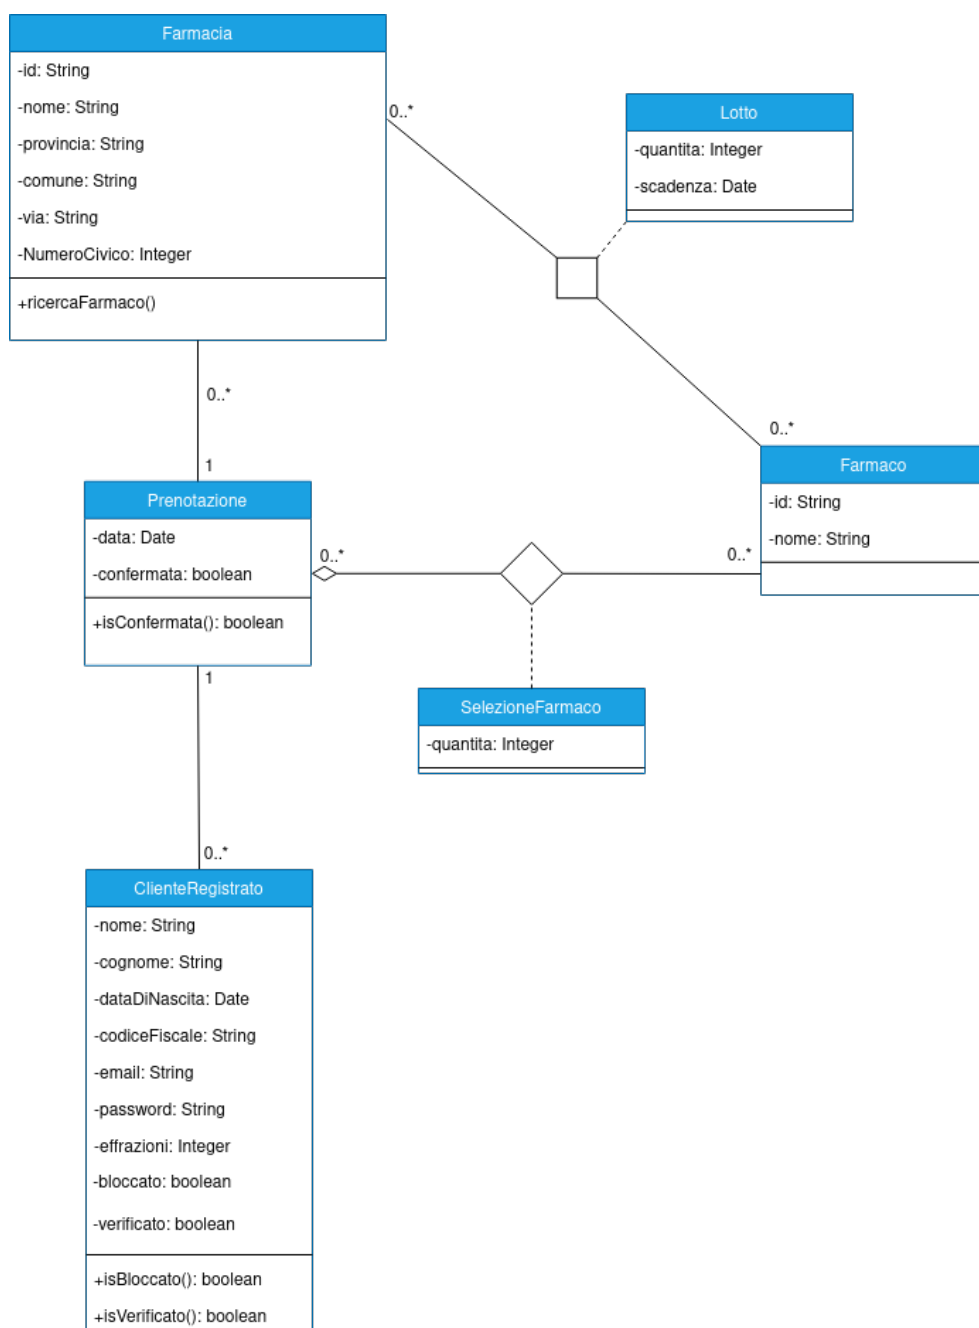 Farmacia
-id: String
-nome: String
-provincia: String
-comune: String
-via: String
-NumeroCivico: Integer
+ricercaFarmaco()
0..*
Lotto
-quantita: Integer
-scadenza: Date
0..*
1
0..*
Farmaco
-id: String
-nome: String
Prenotazione
-data: Date
-confermata: boolean
+isConfermata(): boolean
0..*
0..*
1
SelezioneFarmaco
-quantita: Integer
0..*
ClienteRegistrato
-nome: String
-cognome: String
-dataDiNascita: Date
-codiceFiscale: String
-email: String
-password: String
-effrazioni: Integer
-bloccato: boolean
-verificato: boolean
+isBloccato(): boolean
+isVerificato(): boolean